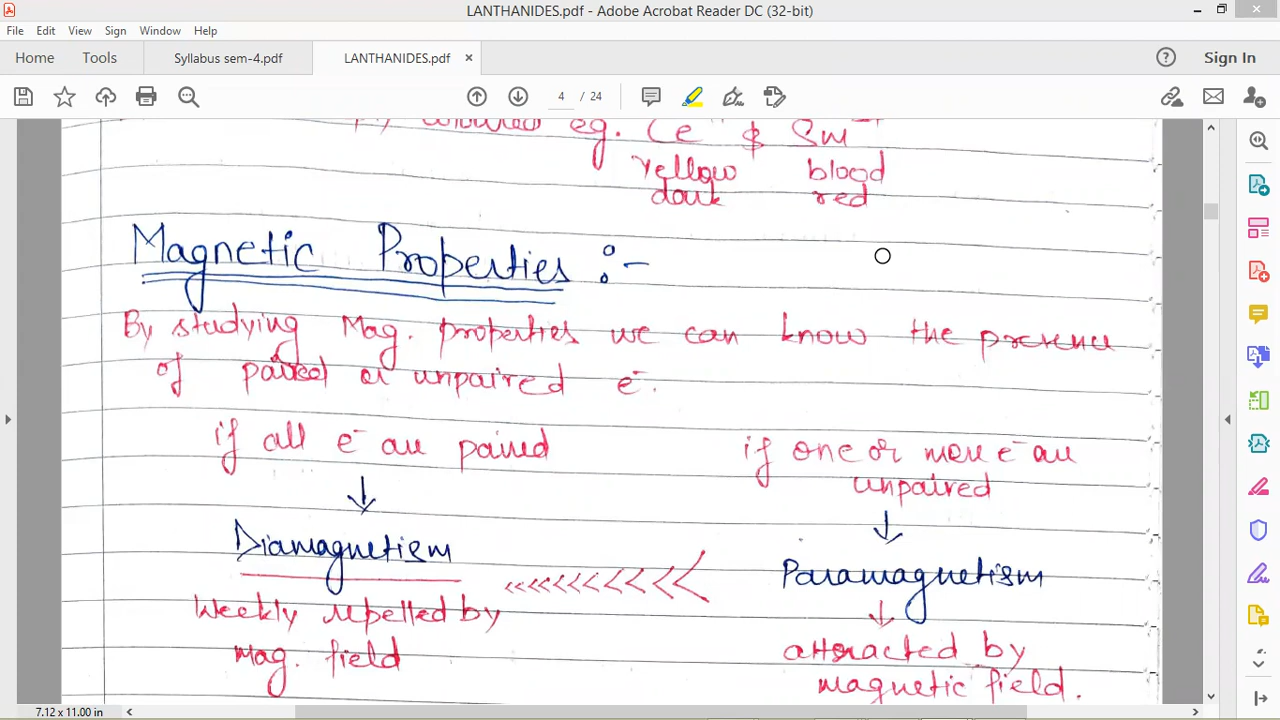 LANTHANIDES.pdf - Adobe Acrobat Reader DC (32-bit)
File Edit View Sign Window Help
Home Tools Syllabus sem-4.pdf LANTHANIDES.pdf × Sign In
4 / 24
eg. Ce & Sm
yellow blood
dark red
Magnetic Properties :-
By studying Mag. properties we can know the presence
of paired or unpaired e-.
if all e- are paired if one or more e- are
unpaired
Diamagnetism Paramagnetism
Weekly repelled by attracted by
Mag. field magnetic field.
7.12 x 11.00 in